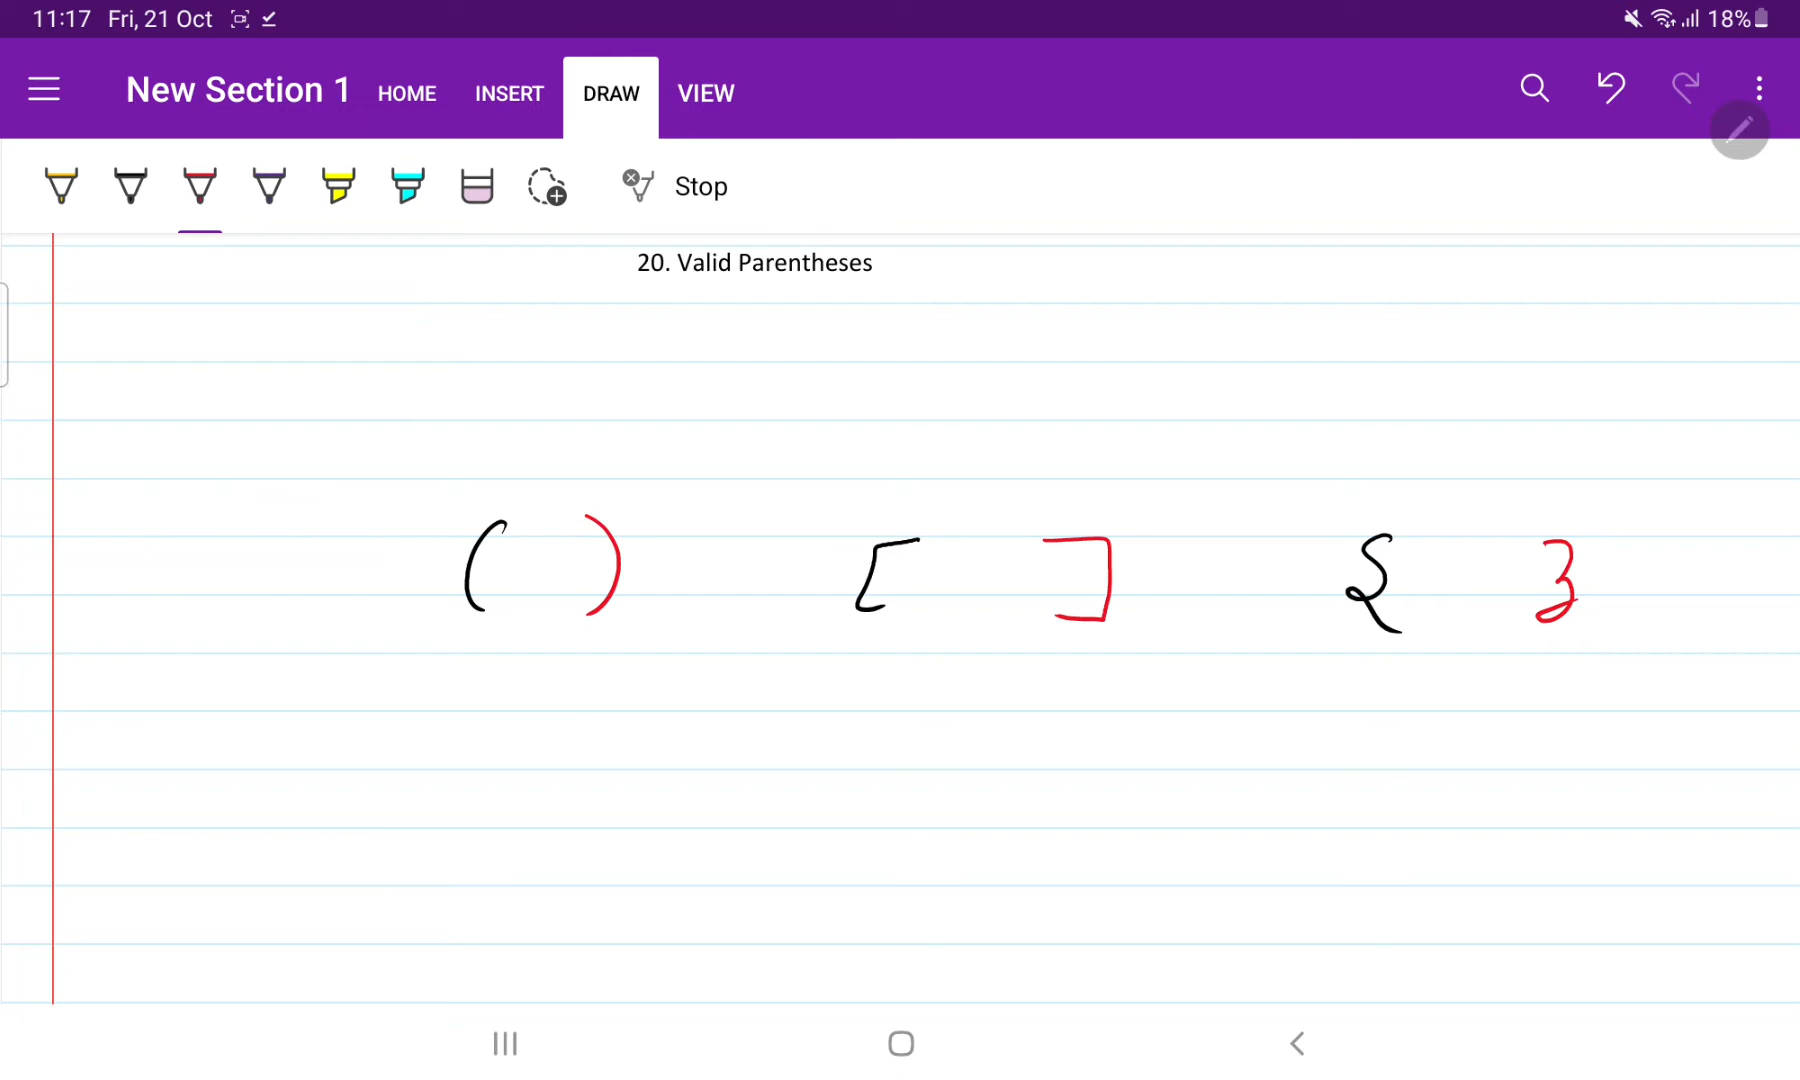 11:17 Fri, 21 Oct 18%
New Section 1 HOME INSERT DRAW VIEW
Stop
20. Valid Parentheses
( ) [ ] { }